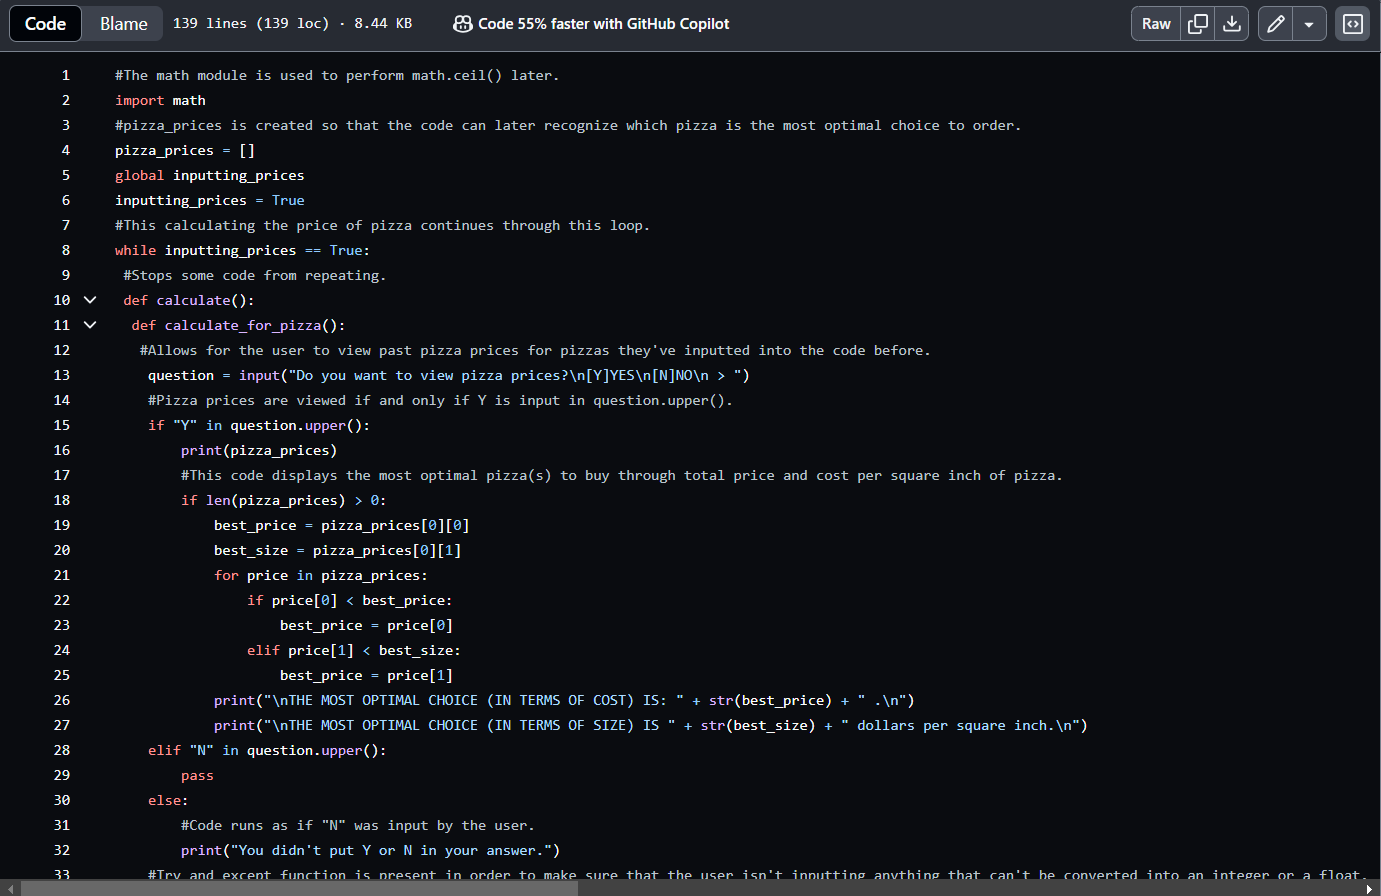 Code Blame 139 lines (139 loc) · 8.44 KB Code 55% faster with GitHub Copilot Raw
1 #The math module is used to perform math.ceil() later.
2 import math
3 #pizza_prices is created so that the code can later recognize which pizza is the most optimal choice to order.
4 pizza_prices = []
5 global inputting_prices
6 inputting_prices = True
7 #This calculating the price of pizza continues through this loop.
8 while inputting_prices == True:
9 #Stops some code from repeating.
10 def calculate():
11 def calculate_for_pizza():
12 #Allows for the user to view past pizza prices for pizzas they've inputted into the code before.
13 question = input("Do you want to view pizza prices?\n[Y]YES\n[N]NO\n > ")
14 #Pizza prices are viewed if and only if Y is input in question.upper().
15 if "Y" in question.upper():
16 print(pizza_prices)
17 #This code displays the most optimal pizza(s) to buy through total price and cost per square inch of pizza.
18 if len(pizza_prices) > 0:
19 best_price = pizza_prices[0][0]
20 best_size = pizza_prices[0][1]
21 for price in pizza_prices:
22 if price[0] < best_price:
23 best_price = price[0]
24 elif price[1] < best_size:
25 best_price = price[1]
26 print("\nTHE MOST OPTIMAL CHOICE (IN TERMS OF COST) IS: " + str(best_price) + " .\n")
27 print("\nTHE MOST OPTIMAL CHOICE (IN TERMS OF SIZE) IS " + str(best_size) + " dollars per square inch.\n")
28 elif "N" in question.upper():
29 pass
30 else:
31 #Code runs as if "N" was input by the user.
32 print("You didn't put Y or N in your answer.")
33 #Try and except function is present in order to make sure that the user isn't inputting anything that can't be converted into an integer or a float.